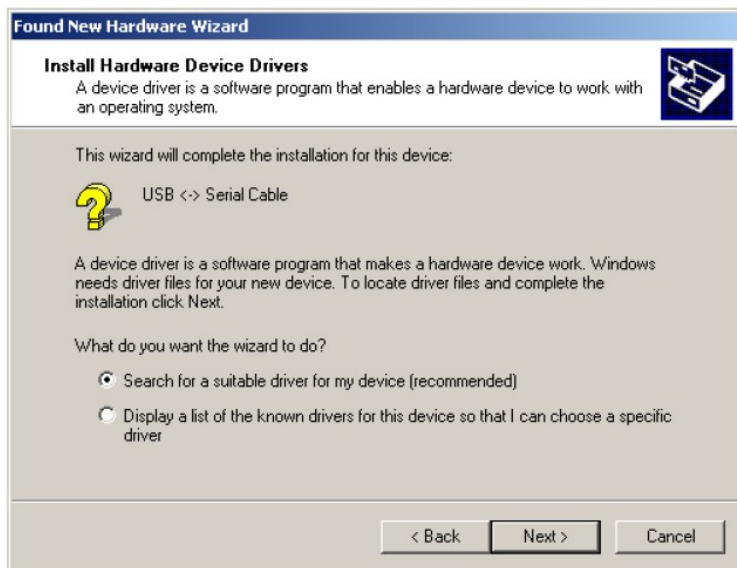 Found New Hardware Wizard
Install Hardware Device Drivers
A device driver is a software program that enables a hardware device to work with
an operating system.
This wizard will complete the installation for this device:
USB <-> Serial Cable
A device driver is a software program that makes a hardware device work. Windows
needs driver files for your new device. To locate driver files and complete the
installation click Next.
What do you want the wizard to do?
Search for a suitable driver for my device (recommended)
Display a list of the known drivers for this device so that I can choose a specific
driver
< Back
Next >
Cancel